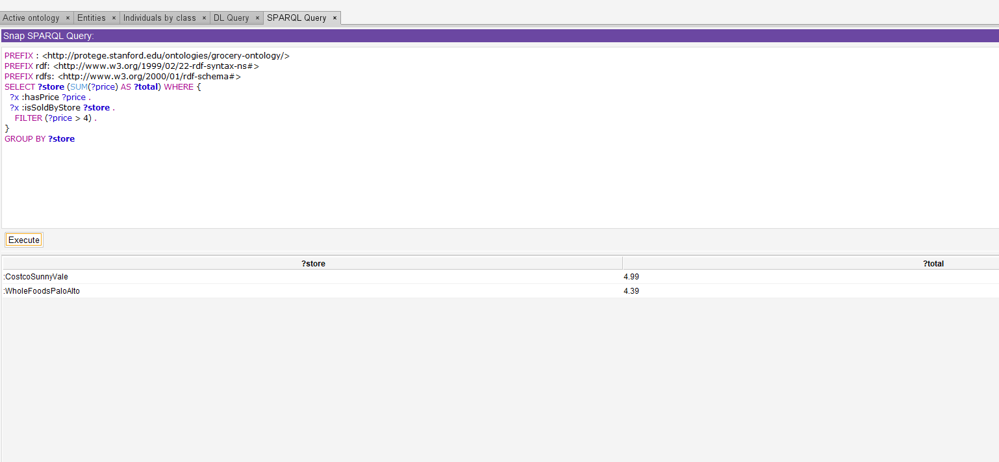 Active ontology × Entities × Individuals by class × DL Query × SPARQL Query ×
Snap SPARQL Query:
PREFIX : <http://protege.stanford.edu/ontologies/grocery-ontology/>
PREFIX rdf: <http://www.w3.org/1999/02/22-rdf-syntax-ns#>
PREFIX rdfs: <http://www.w3.org/2000/01/rdf-schema#>
SELECT ?store (SUM(?price) AS ?total) WHERE {
?x :hasPrice ?price .
?x :isSoldByStore ?store .
FILTER (?price > 4) .
}
GROUP BY ?store
Execute
?store ?total
:CostcoSunnyVale 4.99
:WholeFoodsPaloAlto 4.39